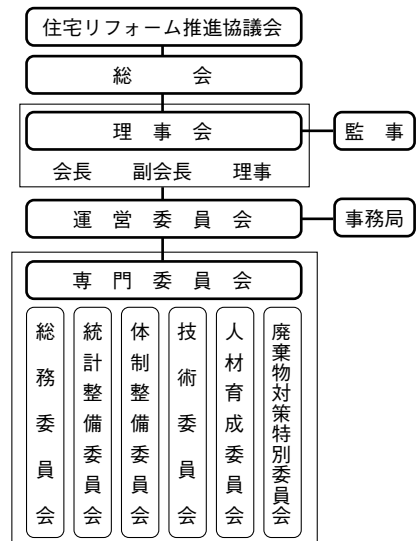 住宅リフォーム推進協議会
総会
理事会
監事
会長 副会長 理事
運営委員会
事務局
専門委員会
総務委員会
統計整備委員会
体制整備委員会
技術委員会
人材育成委員会
廃棄物対策特別委員会